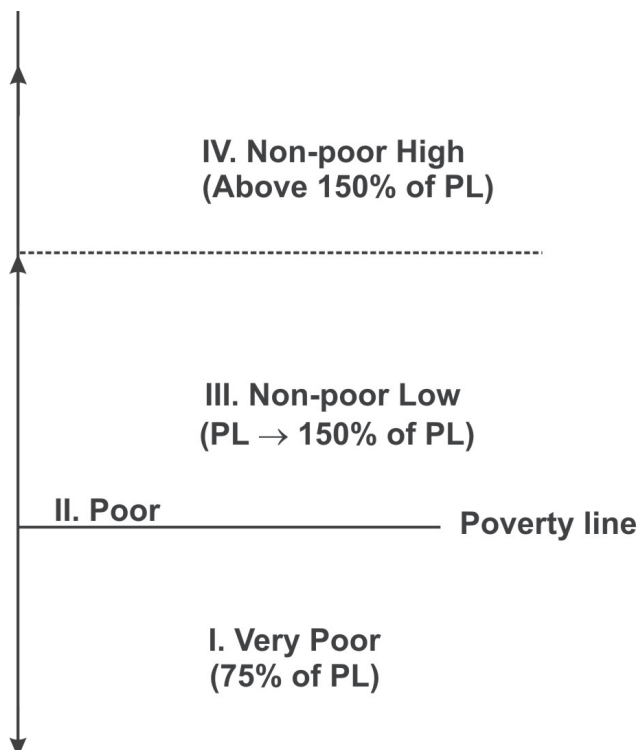 IV. Non-poor High
(Above 150% of PL)
III. Non-poor Low
(PL → 150% of PL)
II. Poor
Poverty line
I. Very Poor
(75% of PL)